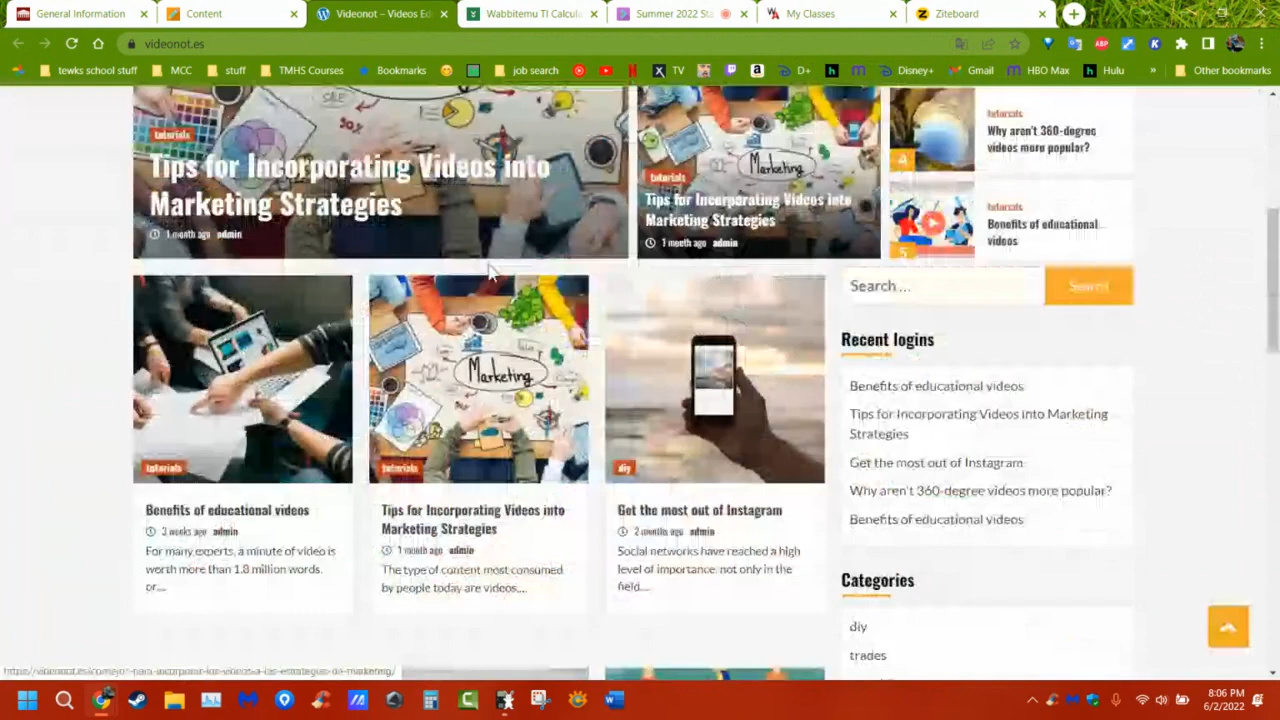 General Information
Content
Videonot – Videos Ed
Wabbitemu TI Calcula
Summer 2022 Sta
My Classes
Ziteboard
videonot.es
tewks school stuff
MCC
stuff
TMHS Courses
Bookmarks
job search
TV
D+
Disney+
Gmail
HBO Max
Hulu
Other bookmarks
tutorials
Tips for Incorporating Videos into
Marketing Strategies
1 month ago admin
Marketing
tutorials
Tips for Incorporating Videos into
Marketing Strategies
1 month ago admin
4
tutorials
Why aren't 360-degree
videos more popular?
5
tutorials
Benefits of educational
videos
Search ...
Search
tutorials
Benefits of educational videos
3 weeks ago admin
For many experts, a minute of video is
worth more than 1.8 million words,
or....
Marketing
tutorials
Tips for Incorporating Videos into
Marketing Strategies
1 month ago admin
The type of content most consumed
by people today are videos....
diy
Get the most out of Instagram
2 months ago admin
Social networks have reached a high
level of importance, not only in the
field....
Recent logins
Benefits of educational videos
Tips for Incorporating Videos into Marketing
Strategies
Get the most out of Instagram
Why aren't 360-degree videos more popular?
Benefits of educational videos
Categories
diy
trades
8:06 PM
6/2/2022